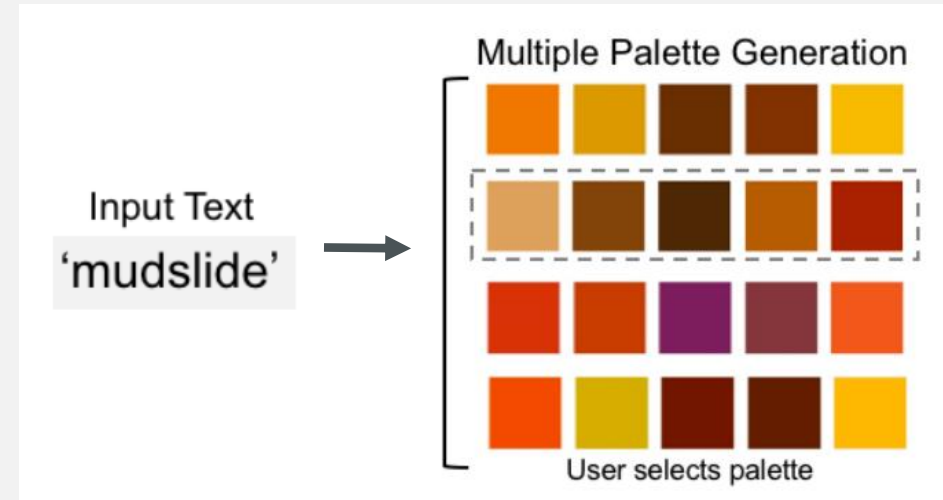 Multiple Palette Generation
Input Text
‘mudslide’
User selects palette